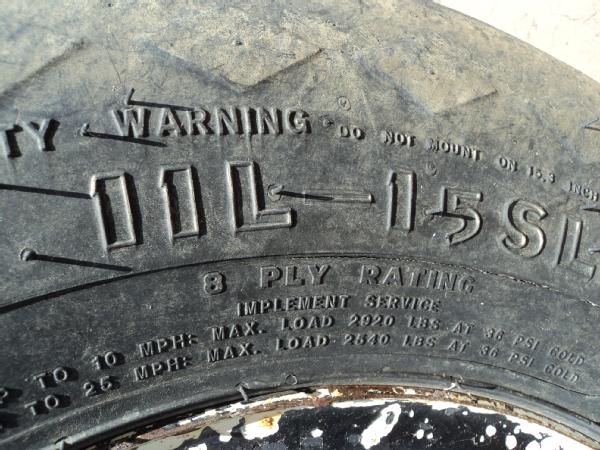 TY WARNING DO NOT MOUNT ON 15.3 INCH
11L-15SL
8 PLY RATING
IMPLEMENT SERVICE
P TO 10 MPH: MAX. LOAD 2920 LBS AT 36 PSI COLD
TO 25 MPH: MAX. LOAD 2540 LBS AT 36 PSI COLD